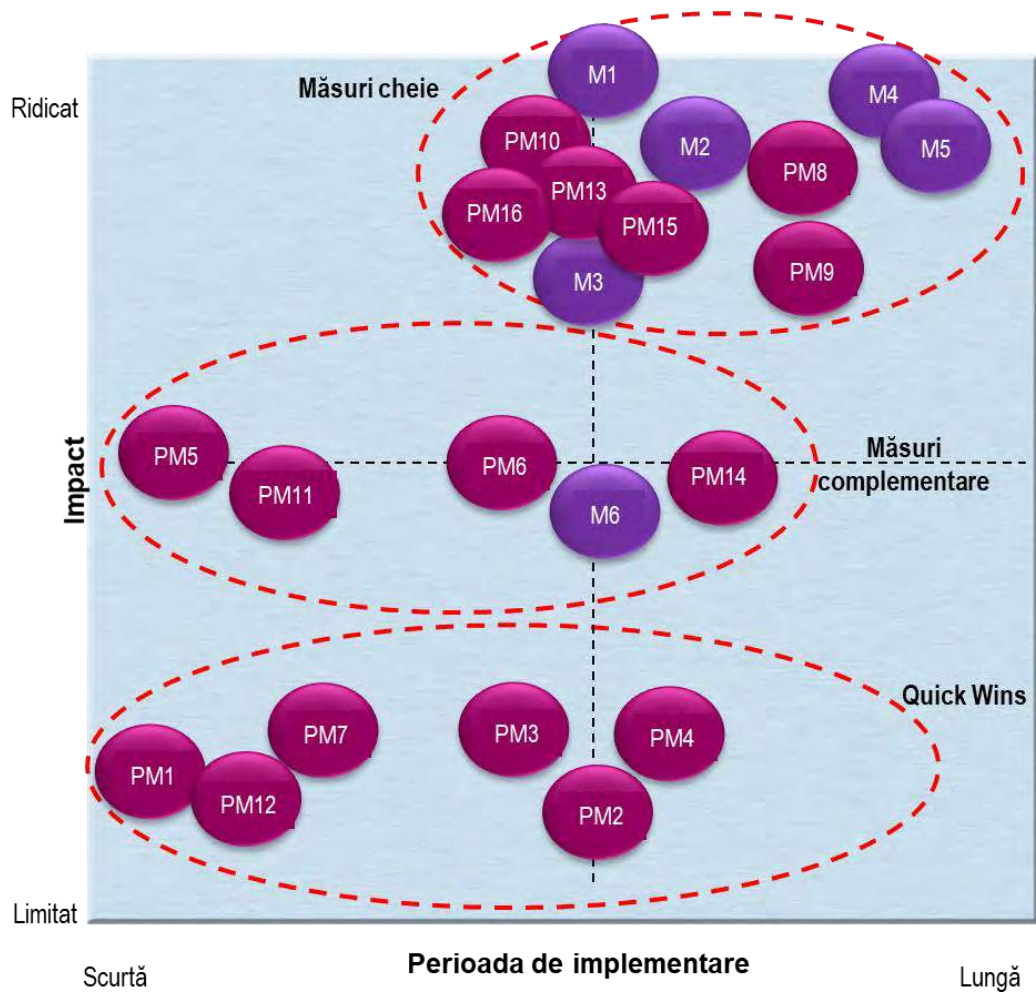 M1
Măsuri cheie
M4
Ridicat
PM10
M2
M5
PM13
PM8
PM16
PM15
M3
PM9
Impact
PM5
PM6
Măsuri
complementare
PM11
PM14
M6
Quick Wins
PM7
PM3
PM4
PM1
PM12
PM2
Limitat
Perioada de implementare
Scurtă
Lungă